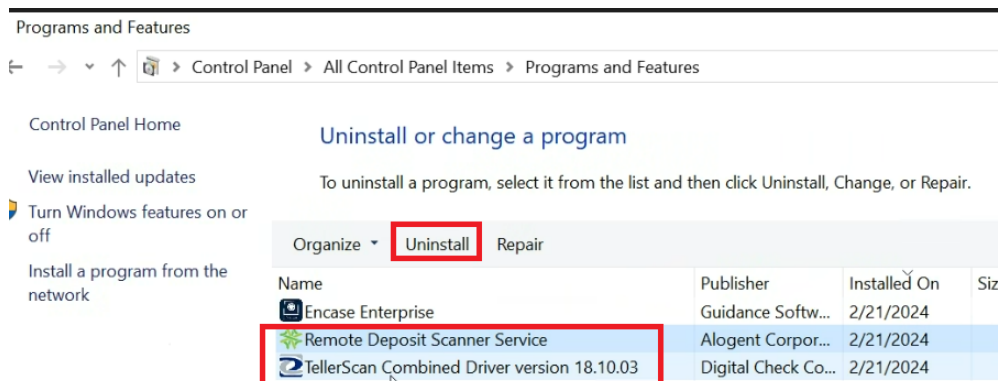 Programs and Features
Control Panel > All Control Panel Items > Programs and Features
Control Panel Home
View installed updates
Turn Windows features on or
off
Install a program from the
network
Uninstall or change a program
To uninstall a program, select it from the list and then click Uninstall, Change, or Repair.
Organize Uninstall Repair
Name Publisher Installed On Siz
Encase Enterprise Guidance Softw... 2/21/2024
Remote Deposit Scanner Service Alogent Corpor... 2/21/2024
TellerScan Combined Driver version 18.10.03 Digital Check Co... 2/21/2024